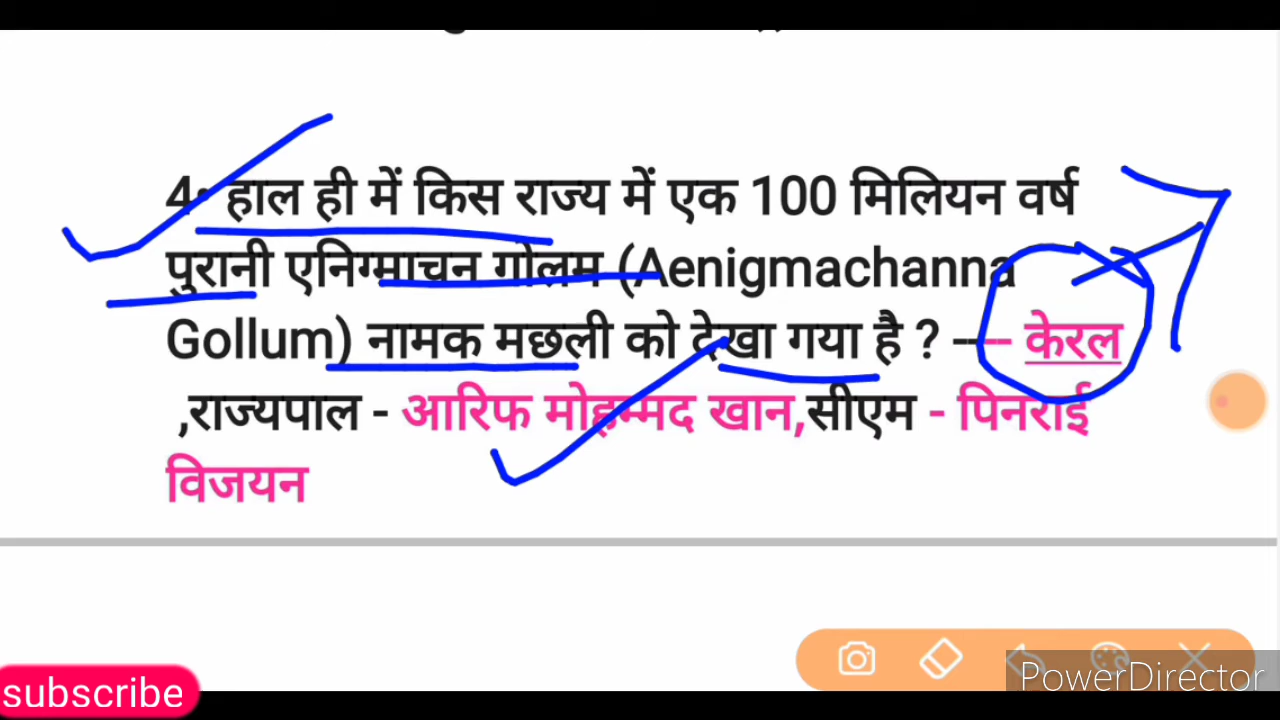 4• हाल ही में किस राज्य में एक 100 मिलियन वर्ष
पुरानी एनिग्माचन गोलम (Aenigmachanna
Gollum) नामक मछली को देखा गया है ? -–- केरल
,राज्यपाल - आरिफ मोहम्मद खान,सीएम - पिनराई
विजयन
subscribe
PowerDirector